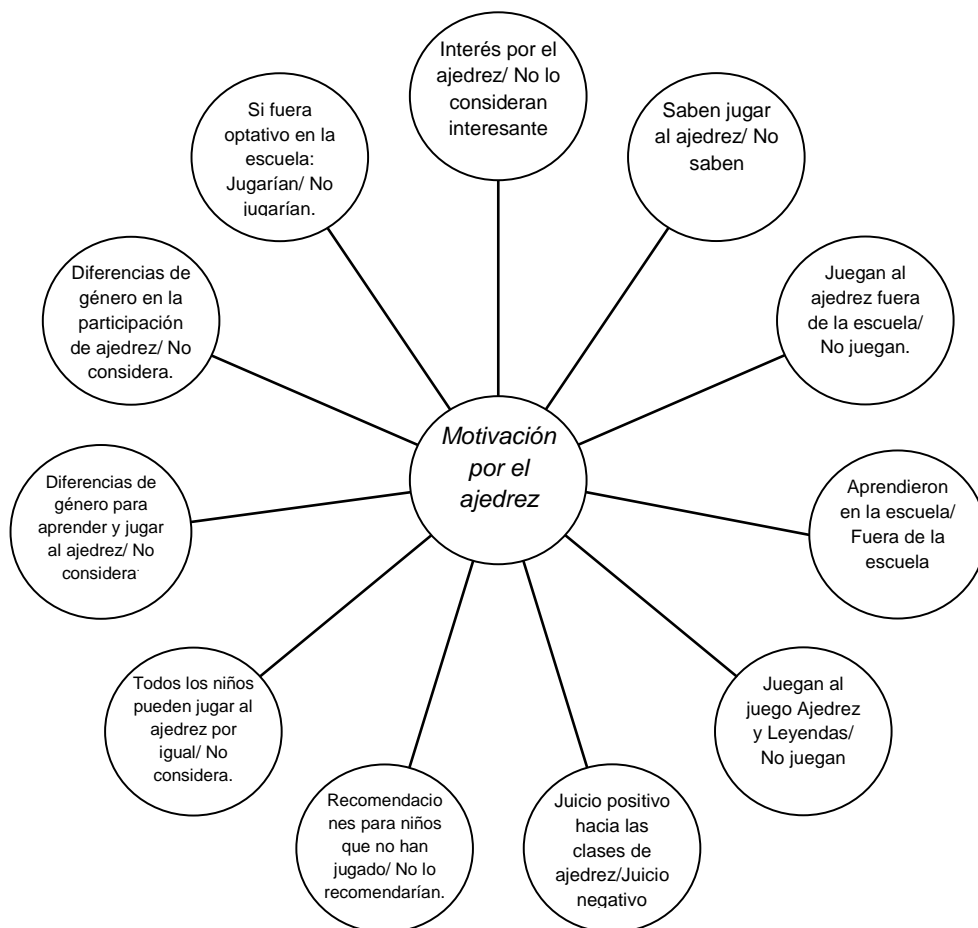 Interés por el
ajedrez/ No lo
consideran
interesante
Saben jugar
al ajedrez/ No
saben
Juegan al
ajedrez fuera
de la escuela/
No juegan.
Aprendieron
en la escuela/
Fuera de la
escuela
Juegan al
juego Ajedrez
y Leyendas/
No juegan
Juicio positivo
hacia las
clases de
ajedrez/Juicio
negativo
Recomendacio
nes para niños
que no han
jugado/ No lo
recomendarían.
Todos los niños
pueden jugar al
ajedrez por
igual/ No
considera.
Diferencias de
género para
aprender y jugar
al ajedrez/ No
considera
Diferencias de
género en la
participación
de ajedrez/ No
considera.
Si fuera
optativo en la
escuela:
Jugarían/ No
jugarían.
Motivación
por el
ajedrez